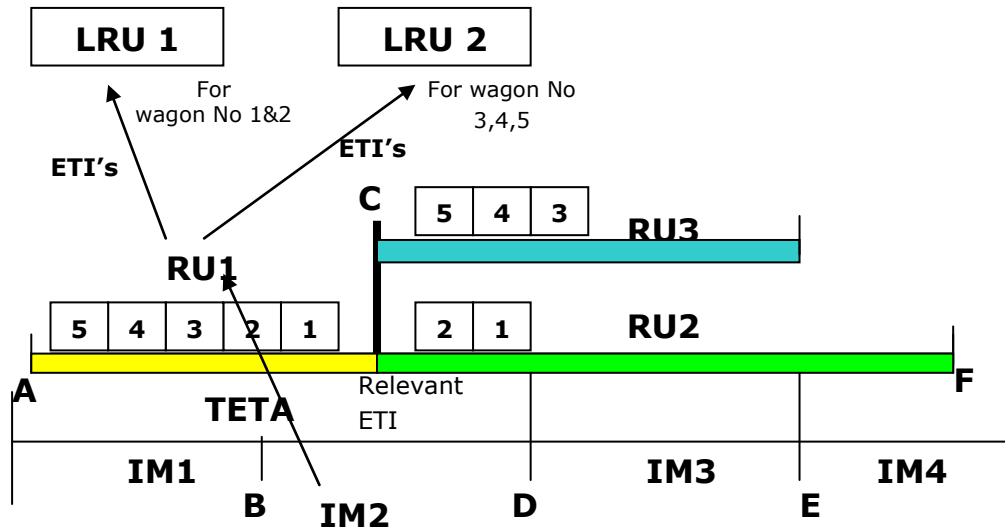 LRU 1
LRU 2
For
wagon No 1&2
For wagon No
3,4,5
ETI's
ETI's
C
5 4 3
RU3
RU1
5 4 3 2 1
2 1
RU2
A
Relevant
ETI
F
TETA
IM1
IM3
IM4
B
IM2
D
E